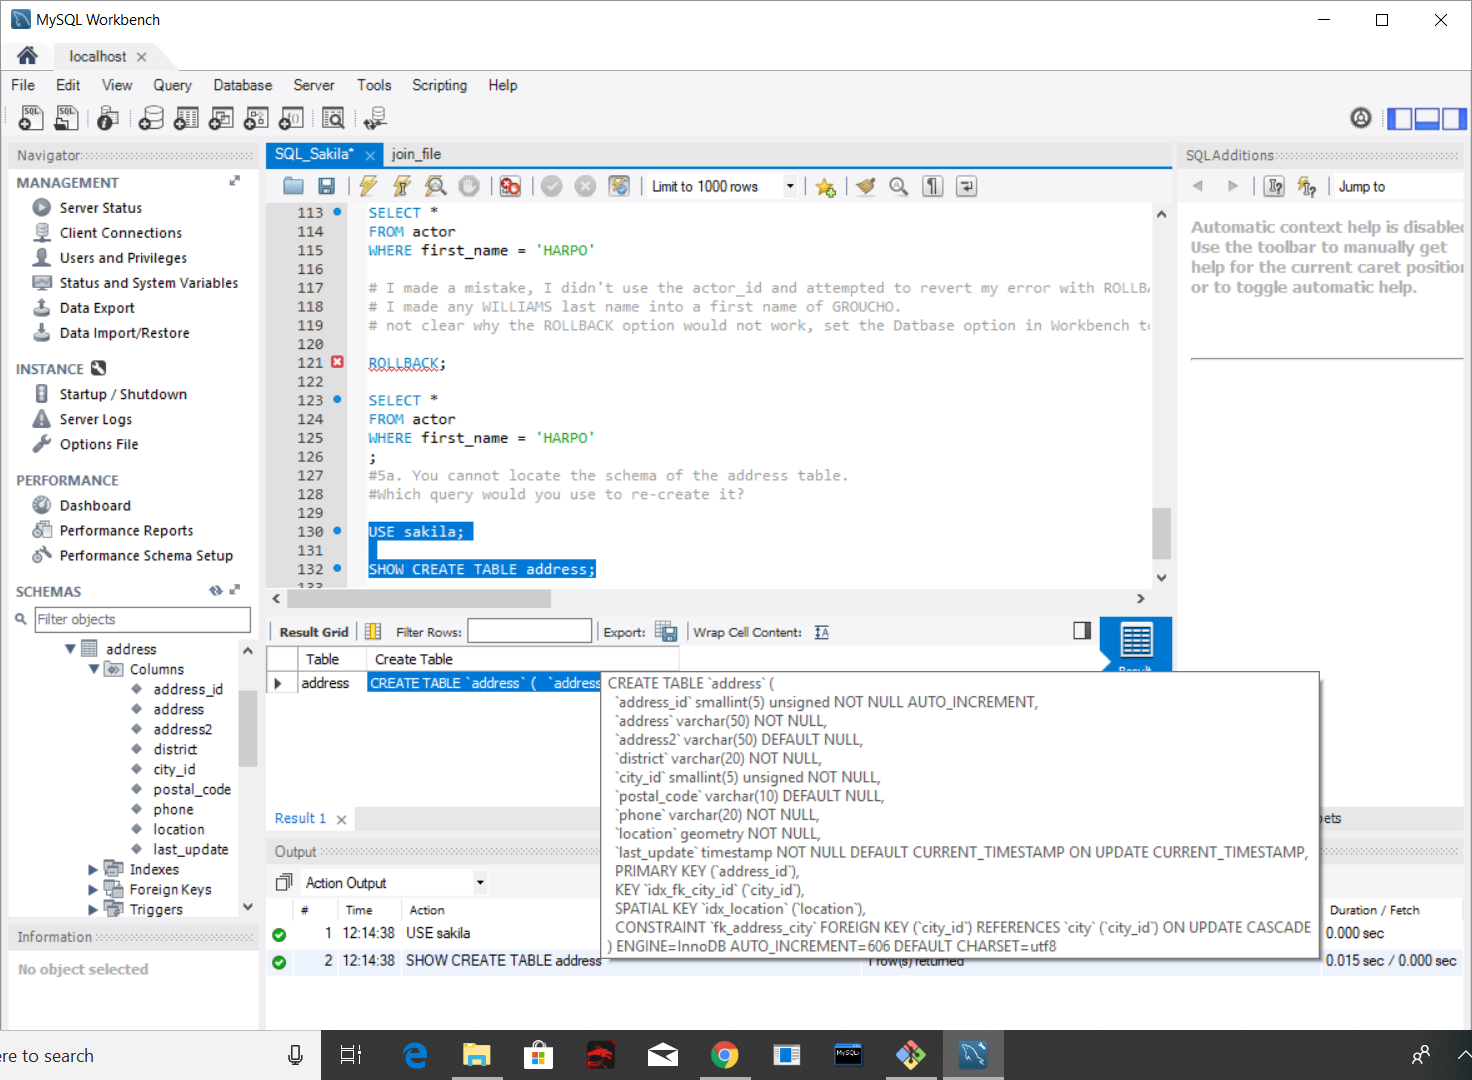 MySQL Workbench
localhost
File Edit View Query Database Server Tools Scripting Help
Navigator
MANAGEMENT
Server Status
Client Connections
Users and Privileges
Status and System Variables
Data Export
Data Import/Restore
INSTANCE
Startup / Shutdown
Server Logs
Options File
PERFORMANCE
Dashboard
Performance Reports
Performance Schema Setup
SCHEMAS
Filter objects
address
Columns
address_id
address
address2
district
city_id
postal_code
phone
location
last_update
Indexes
Foreign Keys
Triggers
Information
No object selected
SQL_Sakila* join_file
Limit to 1000 rows
113 SELECT *
114 FROM actor
115 WHERE first_name = 'HARPO'
116
117 # I made a mistake, I didn't use the actor_id and attempted to revert my error with ROLLBA
118 # I made any WILLIAMS last name into a first name of GROUCHO.
119 # not clear why the ROLLBACK option would not work, set the Datbase option in Workbench to
120
121 ROLLBACK;
122
123 SELECT *
124 FROM actor
125 WHERE first_name = 'HARPO'
126 ;
127 #5a. You cannot locate the schema of the address table.
128 #Which query would you use to re-create it?
129
130 USE sakila;
131
132 SHOW CREATE TABLE address;
133
Result Grid Filter Rows: Export: Wrap Cell Content:
Table Create Table
address CREATE TABLE `address` ( `address
CREATE TABLE `address` (
`address_id` smallint(5) unsigned NOT NULL AUTO_INCREMENT,
`address` varchar(50) NOT NULL,
`address2` varchar(50) DEFAULT NULL,
`district` varchar(20) NOT NULL,
`city_id` smallint(5) unsigned NOT NULL,
`postal_code` varchar(10) DEFAULT NULL,
`phone` varchar(20) NOT NULL,
`location` geometry NOT NULL,
`last_update` timestamp NOT NULL DEFAULT CURRENT_TIMESTAMP ON UPDATE CURRENT_TIMESTAMP,
PRIMARY KEY (`address_id`),
KEY `idx_fk_city_id` (`city_id`),
SPATIAL KEY `idx_location` (`location`),
CONSTRAINT `fk_address_city` FOREIGN KEY (`city_id`) REFERENCES `city` (`city_id`) ON UPDATE CASCADE
) ENGINE=InnoDB AUTO_INCREMENT=606 DEFAULT CHARSET=utf8
Result 1
Output
Action Output
# Time Action
Duration / Fetch
1 12:14:38 USE sakila
0.000 sec
2 12:14:38 SHOW CREATE TABLE address
1 row(s) returned
0.015 sec / 0.000 sec
SQLAdditions
Jump to
Automatic context help is disabled
Use the toolbar to manually get
help for the current caret position
or to toggle automatic help.
ets
ere to search